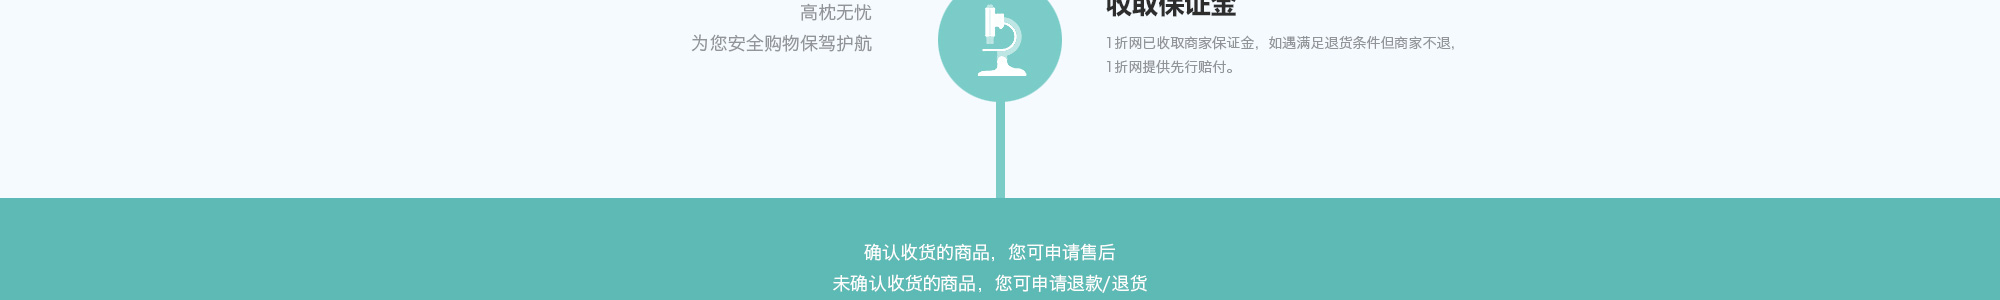 高枕无忧
为您安全购物保驾护航
收取保证金
1折网已收取商家保证金，如遇满足退货条件但商家不退，
1折网提供先行赔付。
确认收货的商品，您可申请售后
未确认收货的商品，您可申请退款/退货